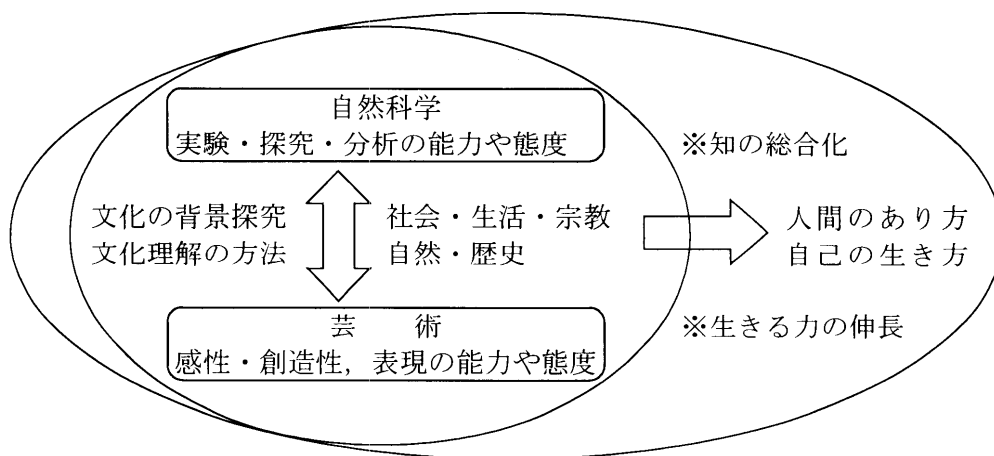 自然科学
実験・探究・分析の能力や態度
※知の総合化
文化の背景探究
文化理解の方法
社会・生活・宗教
自然・歴史
人間のあり方
自己の生き方
芸　術
感性・創造性，表現の能力や態度
※生きる力の伸長